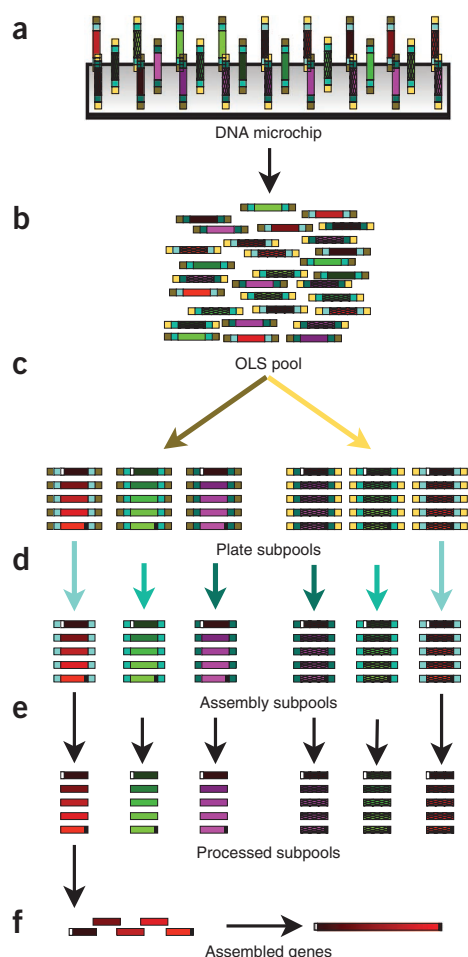 a
DNA microchip
b
OLS pool
c
Plate subpools
d
Assembly subpools
e
Processed subpools
f
Assembled genes